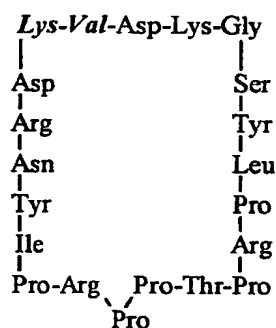 Lys-Val-Asp-Lys-Gly
Asp Ser
Arg Tyr
Asn Leu
Tyr Pro
Ile Arg
Pro-Arg Pro-Thr-Pro
Pro